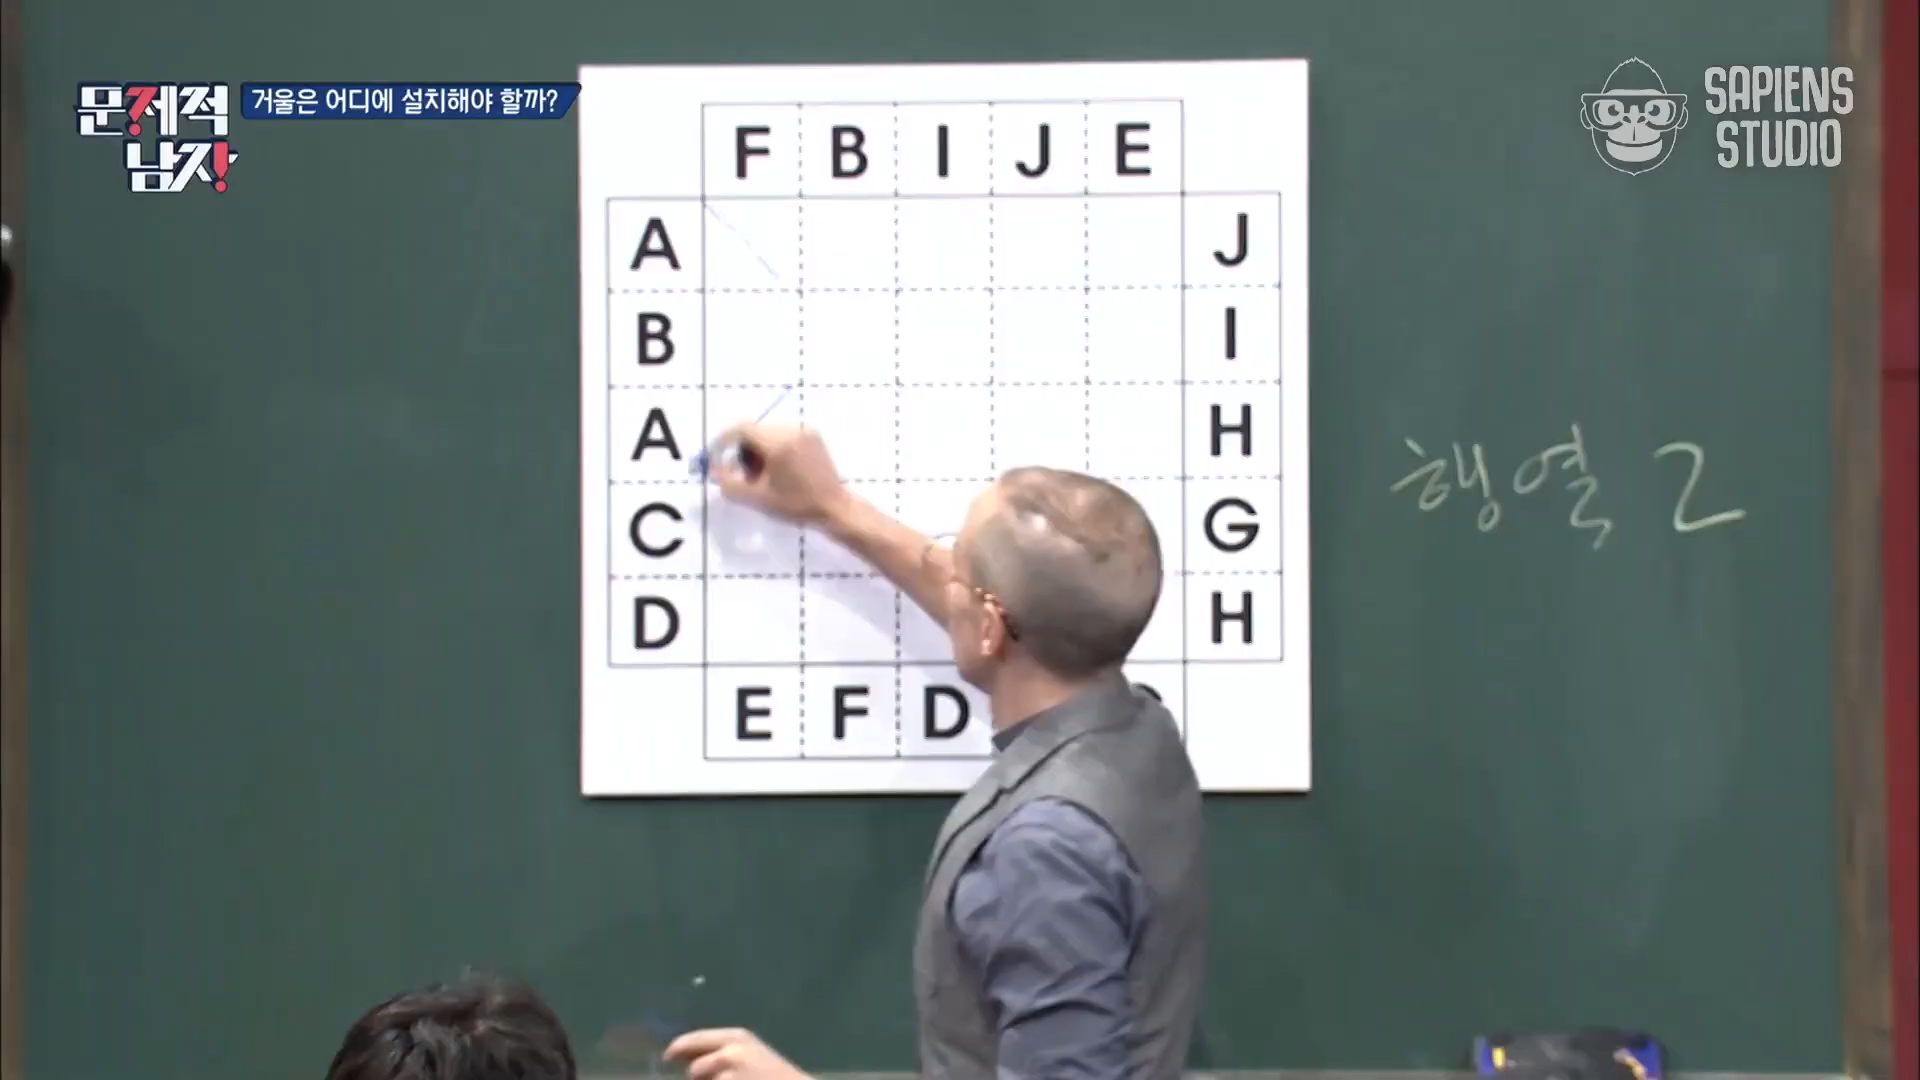 문제적 남자!
거울은 어디에 설치해야 할까?
SAPIENS
STUDIO
F B I J E
A J
B I
A H
C G
D H
E F D
행열 2